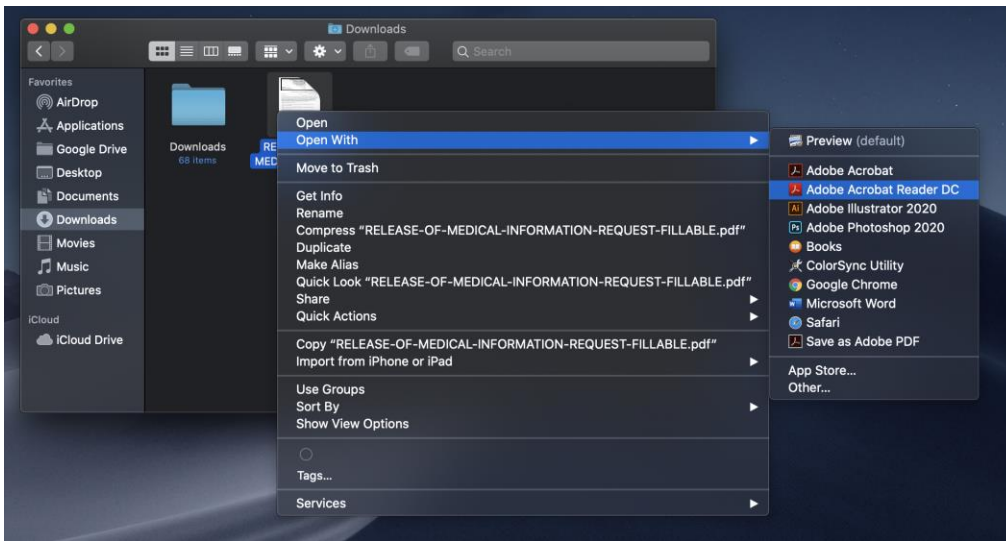 Downloads
Search
Favorites
AirDrop
Applications
Google Drive
Desktop
Documents
Downloads
Movies
Music
Pictures
iCloud
iCloud Drive
Downloads
68 items
RE
MED
Open
Open With
Move to Trash
Get Info
Rename
Compress “RELEASE-OF-MEDICAL-INFORMATION-REQUEST-FILLABLE.pdf”
Duplicate
Make Alias
Quick Look “RELEASE-OF-MEDICAL-INFORMATION-REQUEST-FILLABLE.pdf”
Share
Quick Actions
Copy “RELEASE-OF-MEDICAL-INFORMATION-REQUEST-FILLABLE.pdf”
Import from iPhone or iPad
Use Groups
Sort By
Show View Options
Tags...
Services
Preview (default)
Adobe Acrobat
Adobe Acrobat Reader DC
Ai Adobe Illustrator 2020
Ps Adobe Photoshop 2020
Books
ColorSync Utility
Google Chrome
Microsoft Word
Safari
Save as Adobe PDF
App Store...
Other...